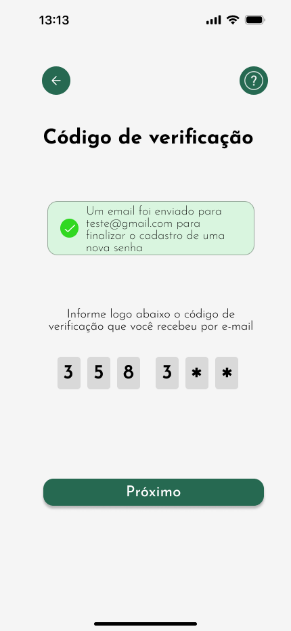 13:13
?
Código de verificação
Um email foi enviado para
teste@gmail.com para
finalizar o cadastro de uma
nova senha
Informe logo abaixo o código de
verificação que você recebeu por e-mail
3 5 8 3 * *
Próximo